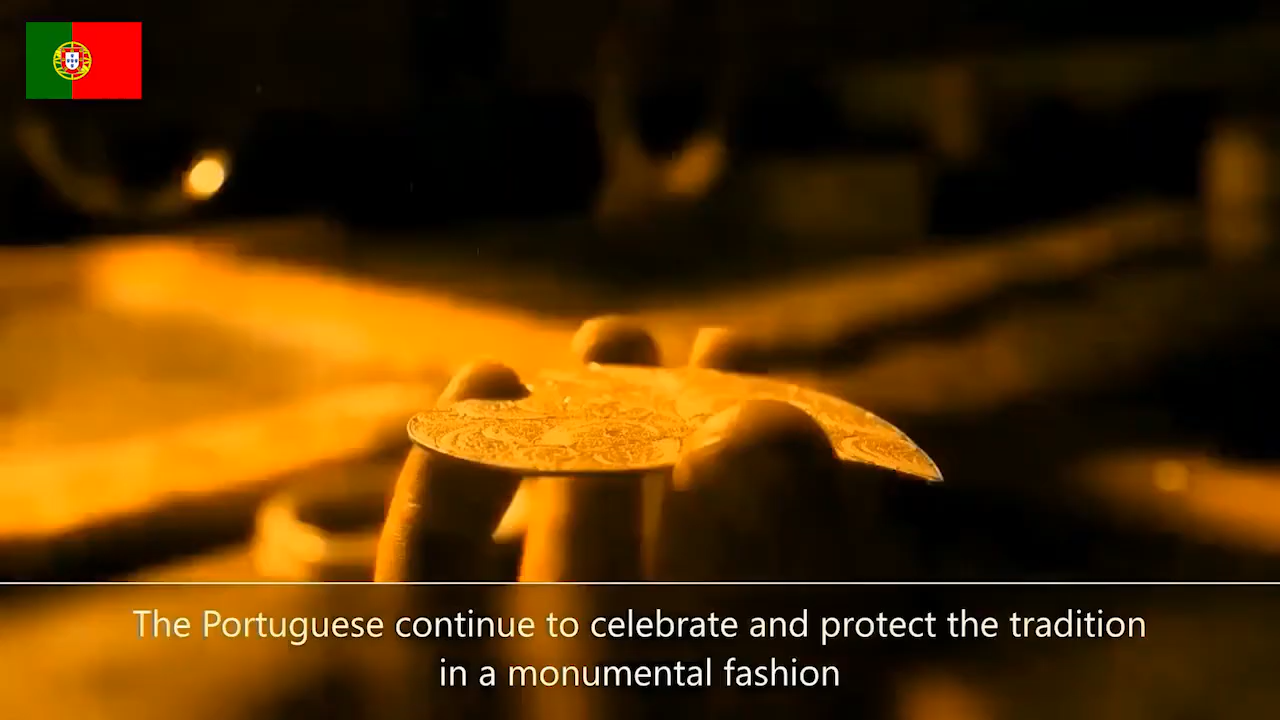 The Portuguese continue to celebrate and protect the tradition
in a monumental fashion